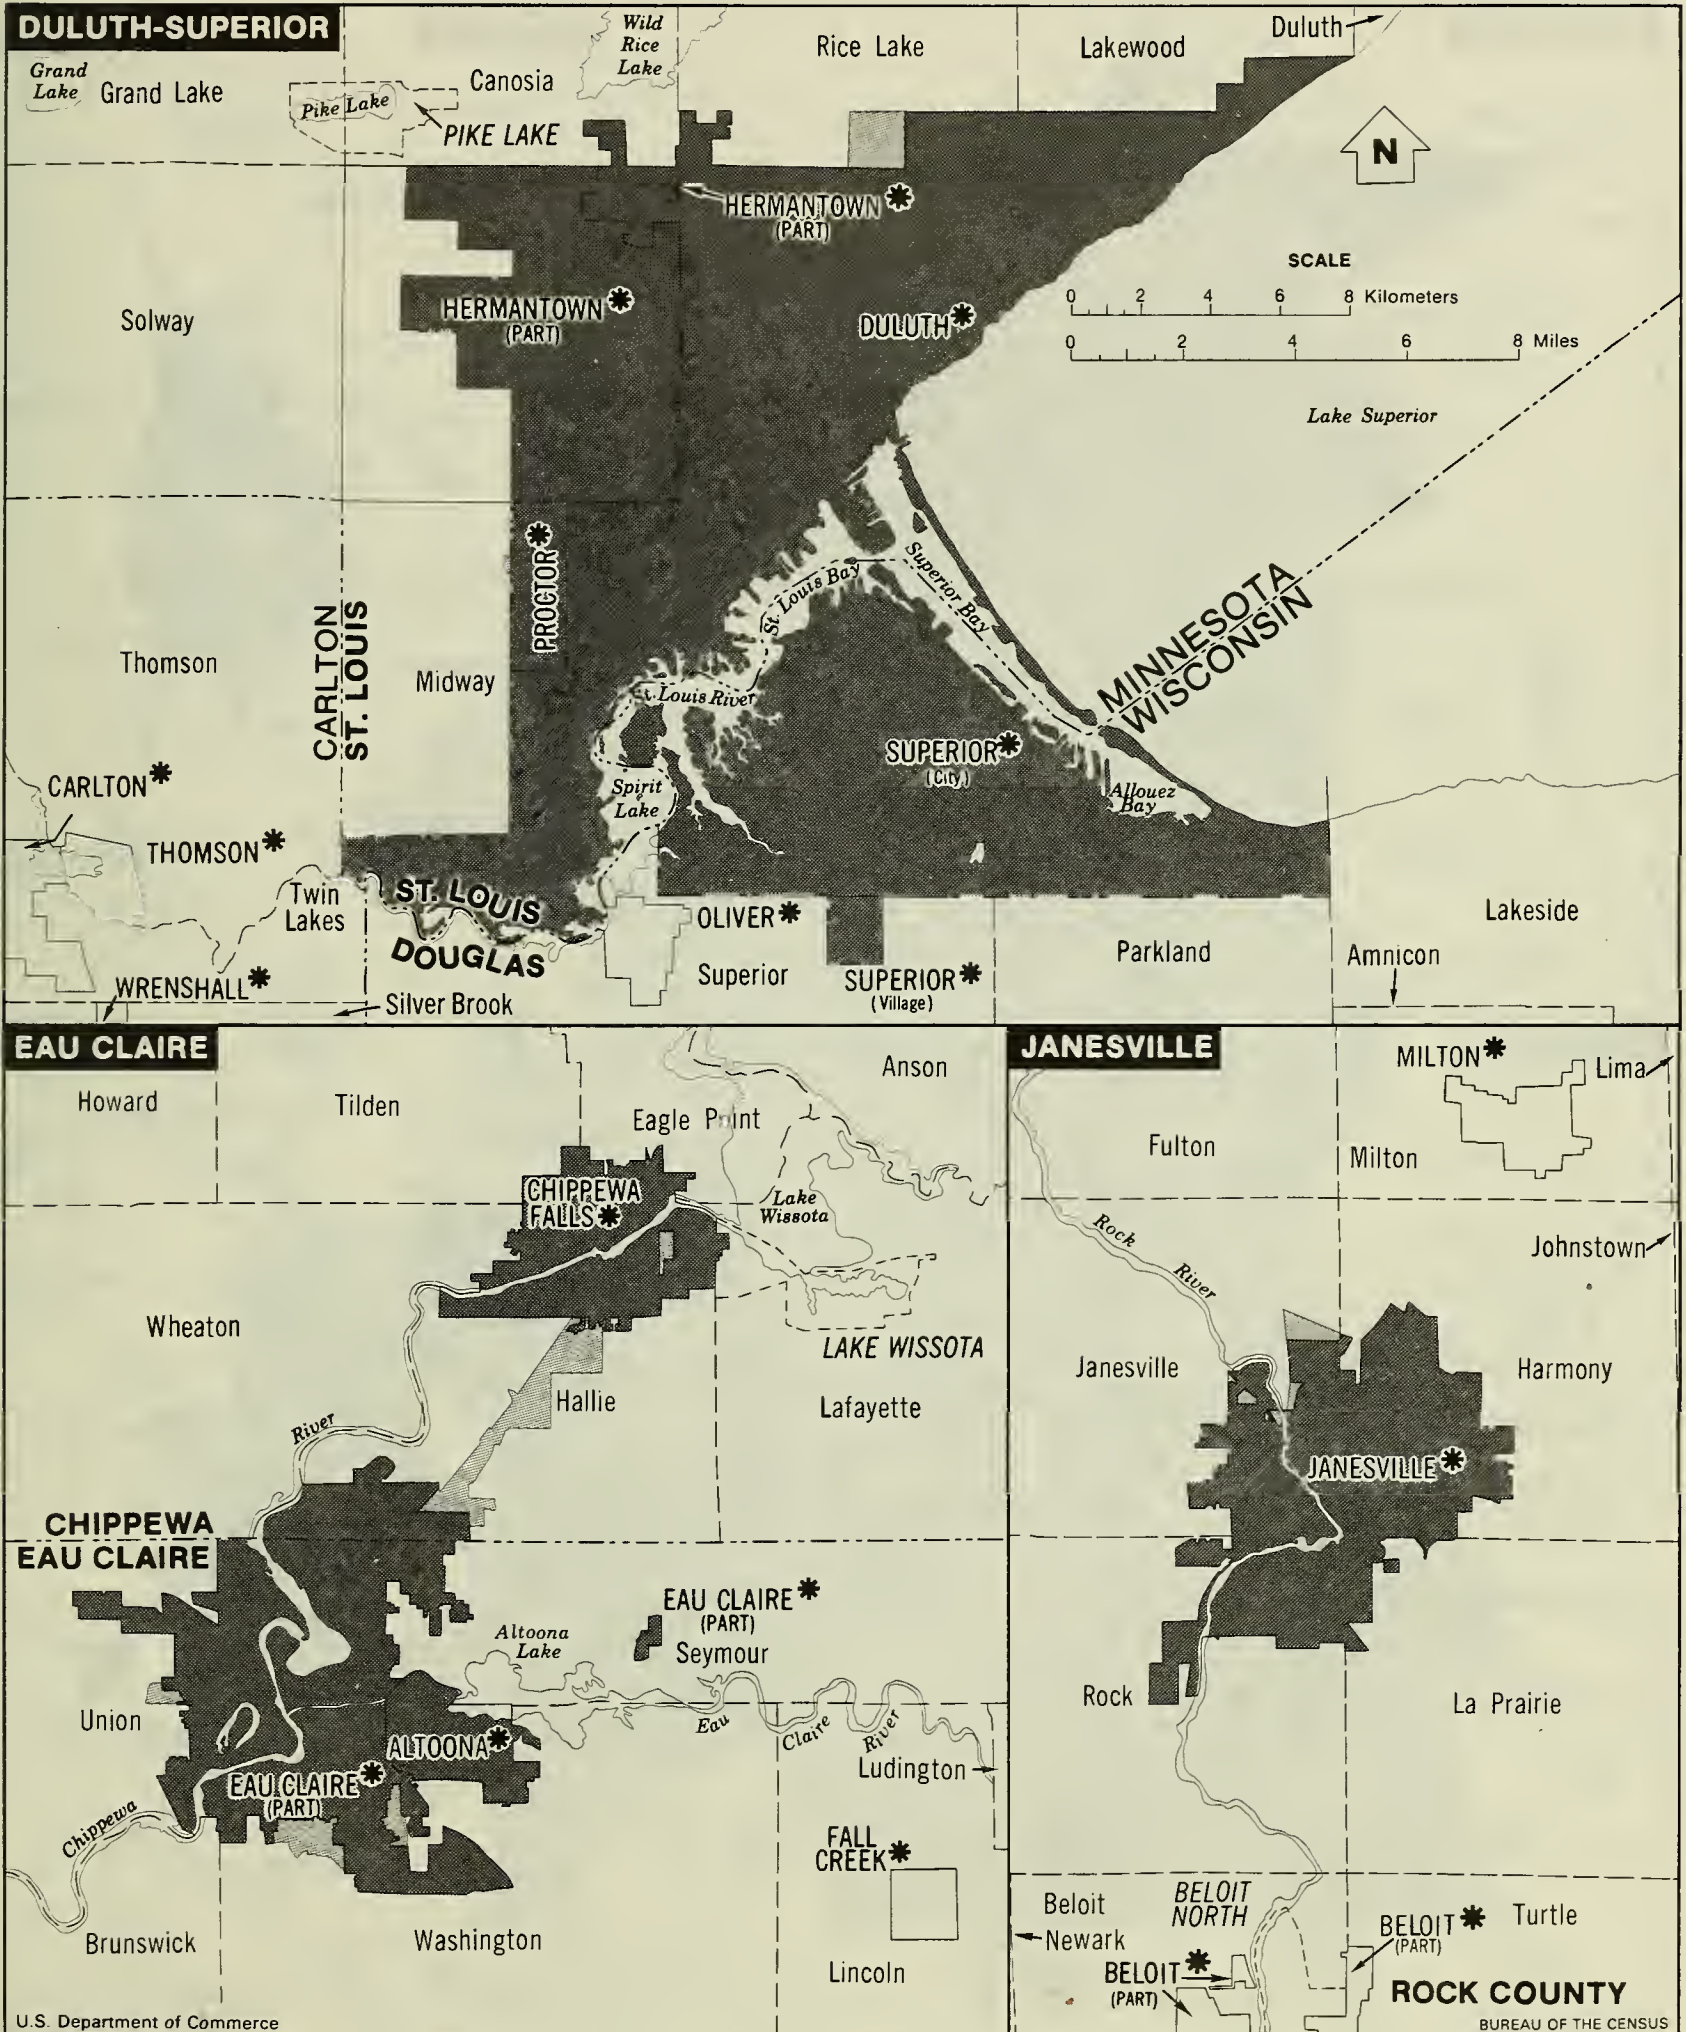 DULUTH-SUPERIOR
Grand
Lake
Grand Lake
Pike Lake
PIKE LAKE
Canosia
Wild
Rice
Lake
Rice Lake
Lakewood
Duluth
N
HERMANTOWN *
(PART)
SCALE
0 2 4 6 8 Kilometers
0 2 4 6 8 Miles
HERMANTOWN *
(PART)
DULUTH *
Solway
Lake Superior
PROCTOR *
St. Louis Bay
Superior Bay
MINNESOTA
WISCONSIN
CARLTON
ST. LOUIS
Thomson
Midway
St. Louis River
SUPERIOR *
(City)
Spirit
Lake
Allouez
Bay
CARLTON *
THOMSON *
Twin
Lakes
ST. LOUIS
DOUGLAS
OLIVER *
Superior
SUPERIOR *
(Village)
Parkland
Lakeside
Amnicon
WRENSHALL *
Silver Brook
EAU CLAIRE
Howard
Tilden
Eagle Point
Anson
CHIPPEWA
FALLS *
Lake
Wissota
Wheaton
LAKE WISSOTA
Hallie
Lafayette
River
CHIPPEWA
EAU CLAIRE
EAU CLAIRE *
(PART)
Seymour
Altoona
Lake
Union
ALTOONA *
Eau
Claire
River
Ludington
EAU CLAIRE *
(PART)
Chippewa
FALL
CREEK *
Brunswick
Washington
Lincoln
U.S. Department of Commerce
JANESVILLE
MILTON *
Lima
Fulton
Milton
Rock
River
Johnstown
Janesville
Harmony
JANESVILLE *
Rock
La Prairie
Beloit
BELOIT
NORTH
Newark
BELOIT *
(PART)
Turtle
BELOIT *
(PART)
ROCK COUNTY
BUREAU OF THE CENSUS